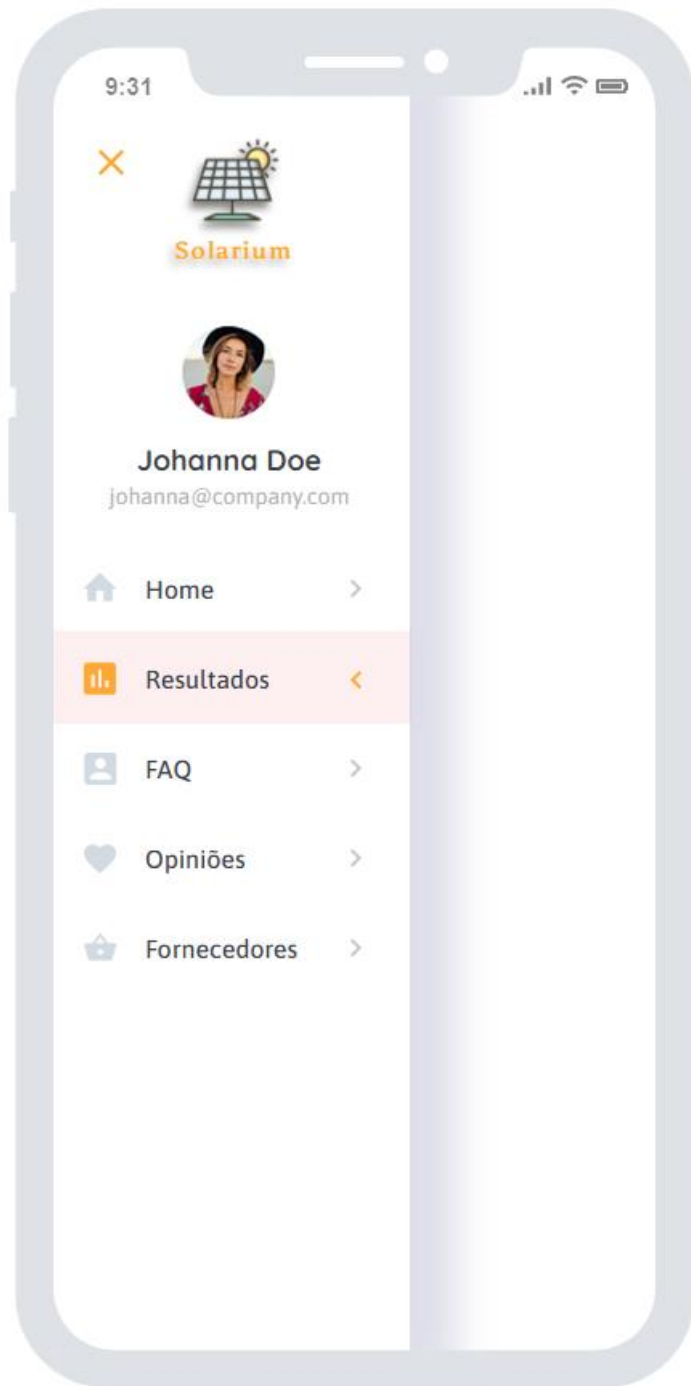 9:31
Solarium
Johanna Doe
johanna@company.com
Home
Resultados
FAQ
Opiniões
Fornecedores